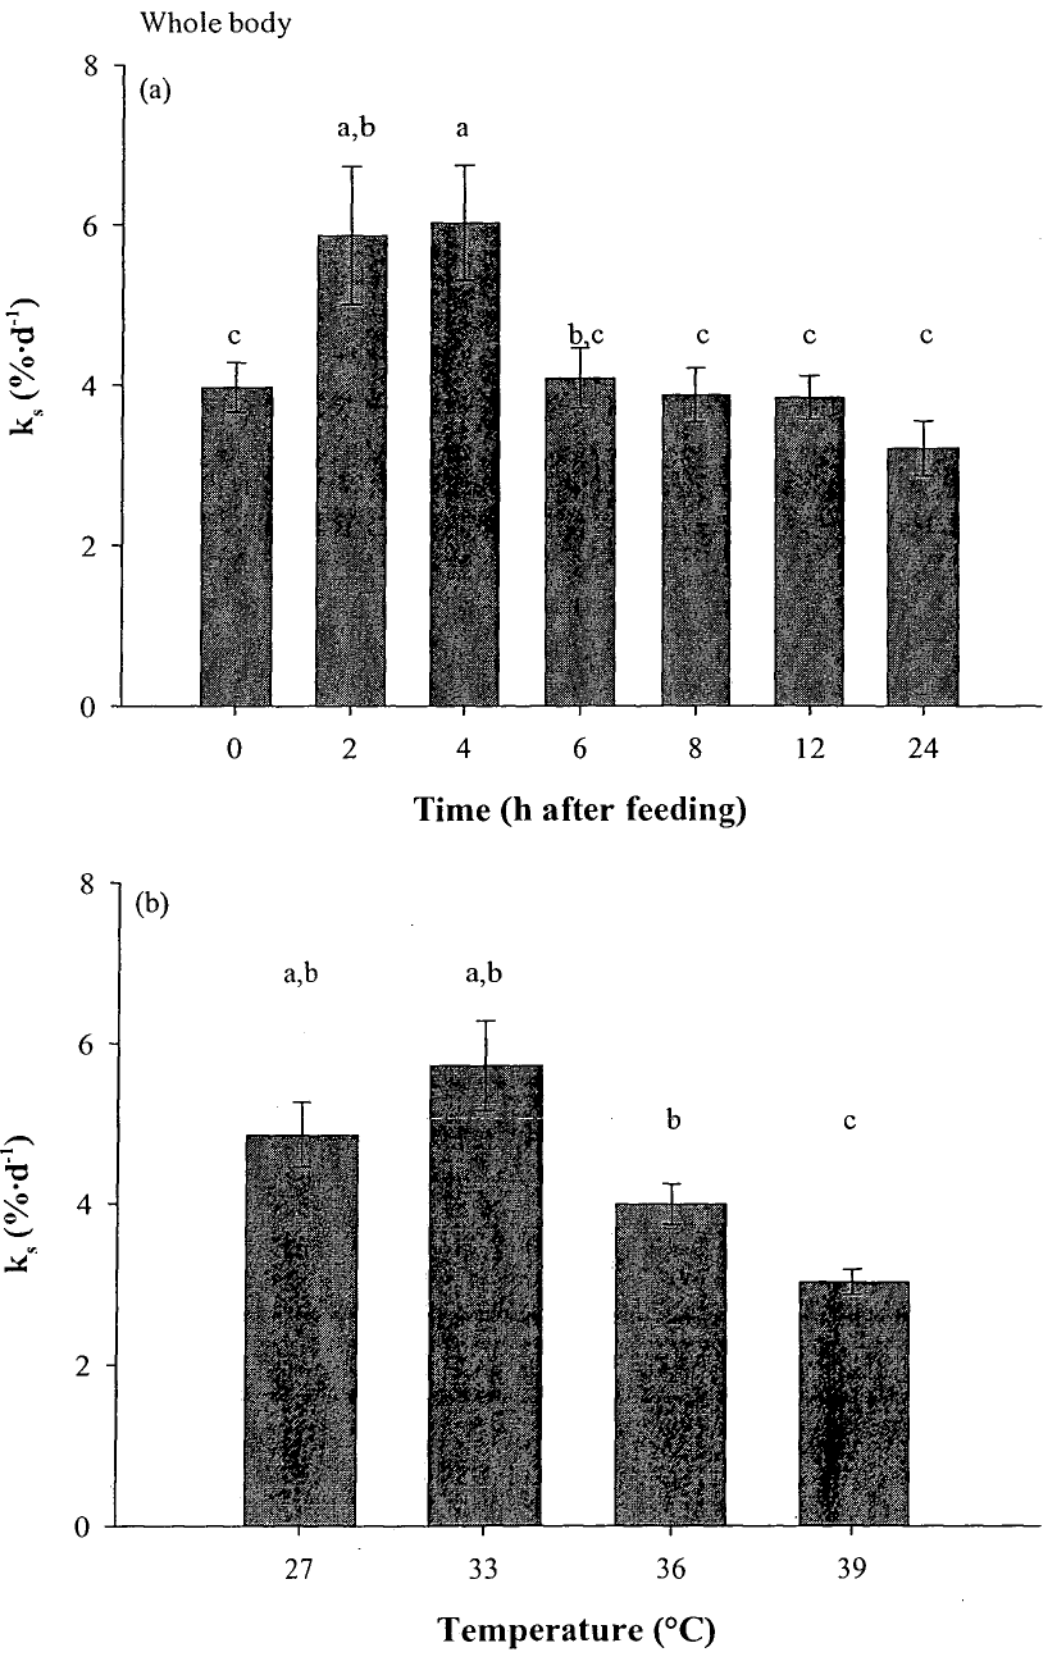 Whole body
8
(a)
a,b
a
6
c
b,c
c
c
c
4
kₛ (%·d⁻¹)
2
0
0 2 4 6 8 12 24
Time (h after feeding)
8
(b)
a,b
a,b
6
b
c
kₛ (%·d⁻¹)
4
2
0
27 33 36 39
Temperature (°C)